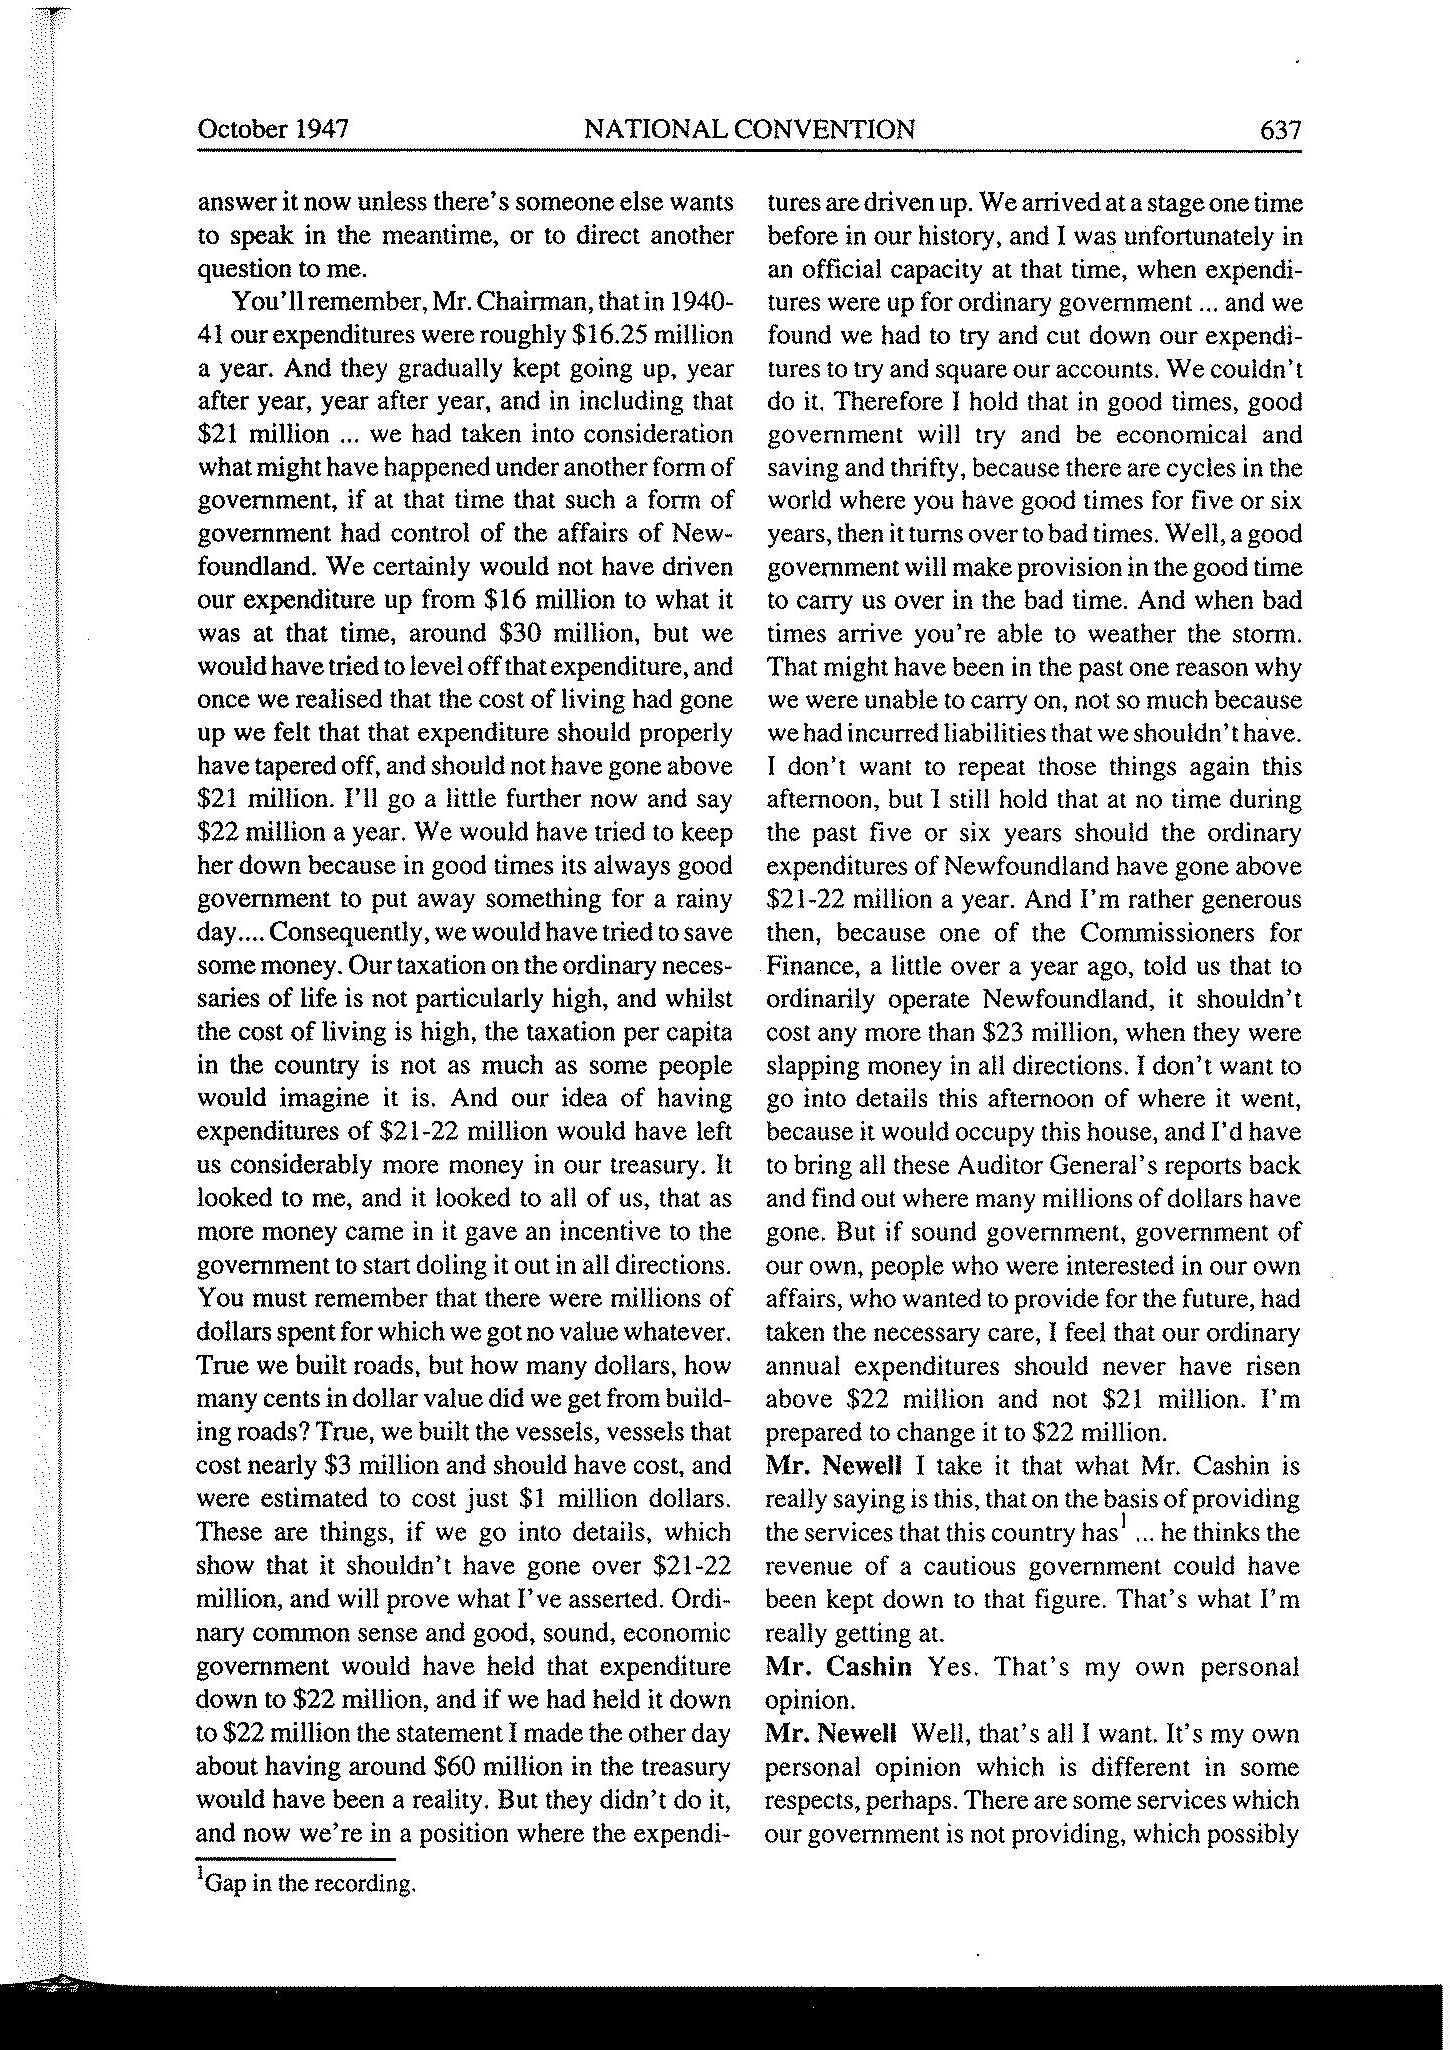 October 1947 NATIONAL CONVENTION 637
answer it now unless there's someone else wants
to speak in the meantime, or to direct another
question to me.
You'll remember, Mr. Chairman, that in 1940-
41 our expenditures were roughly $16.25 million
a year. And they gradually kept going up, year
after year, year after year, and in including that
$21 million ... we had taken into consideration
what might have happened under another form of
government, if at that time that such a form of
government had control of the affairs of New-
foundland. We certainly would not have driven
our expenditure up from $16 million to what it
was at that time, around $30 million, but we
would have tried to level off that expenditure, and
once we realised that the cost of living had gone
up we felt that that expenditure should properly
have tapered off, and should not have gone above
$21 million. I'll go a little further now and say
$22 million a year. We would have tried to keep
her down because in good times its always good
government to put away something for a rainy
day.... Consequently, we would have tried to save
some money. Our taxation on the ordinary neces-
saries of life is not particularly high, and whilst
the cost of living is high, the taxation per capita
in the country is not as much as some people
would imagine it is. And our idea of having
expenditures of $21-22 million would have left
us considerably more money in our treasury. It
looked to me, and it looked to all of us, that as
more money came in it gave an incentive to the
government to start doling it out in all directions.
You must remember that there were millions of
dollars spent for which we got no value whatever.
True we built roads, but how many dollars, how
many cents in dollar value did we get from build-
ing roads? True, we built the vessels, vessels that
cost nearly $3 million and should have cost, and
were estimated to cost just $1 million dollars.
These are things, if we go into details, which
show that it shouldn't have gone over $21-22
million, and will prove what I've asserted. Ordi-
nary common sense and good, sound, economic
government would have held that expenditure
down to $22 million, and if we had held it down
to $22 million the statement I made the other day
about having around $60 million in the treasury
would have been a reality. But they didn't do it,
and now we're in a position where the expendi-
tures are driven up. We arrived at a stage one time
before in our history, and I was unfortunately in
an official capacity at that time, when expendi-
tures were up for ordinary government ... and we
found we had to try and cut down our expendi-
tures to try and square our accounts. We couldn't
do it. Therefore I hold that in good times, good
government will try and be economical and
saving and thrifty, because there are cycles in the
world where you have good times for five or six
years, then it turns over to bad times. Well, a good
government will make provision in the good time
to carry us over in the bad time. And when bad
times arrive you're able to weather the storm.
That might have been in the past one reason why
we were unable to carry on, not so much because
we had incurred liabilities that we shouldn't have.
I don't want to repeat those things again this
afternoon, but I still hold that at no time during
the past five or six years should the ordinary
expenditures of Newfoundland have gone above
$21-22 million a year. And I'm rather generous
then, because one of the Commissioners for
Finance, a little over a year ago, told us that to
ordinarily operate Newfoundland, it shouldn't
cost any more than $23 million, when they were
slapping money in all directions. I don't want to
go into details this afternoon of where it went,
because it would occupy this house, and I'd have
to bring all these Auditor General's reports back
and find out where many millions of dollars have
gone. But if sound government, government of
our own, people who were interested in our own
affairs, who wanted to provide for the future, had
taken the necessary care, I feel that our ordinary
annual expenditures should never have risen
above $22 million and not $21 million. I'm
prepared to change it to $22 million.
Mr. Newell I take it that what Mr. Cashin is
really saying is this, that on the basis of providing
the services that this country has¹ ... he thinks the
revenue of a cautious government could have
been kept down to that figure. That's what I'm
really getting at.
Mr. Cashin Yes. That's my own personal
opinion.
Mr. Newell Well, that's all I want. It's my own
personal opinion which is different in some
respects, perhaps. There are some services which
our government is not providing, which possibly
¹Gap in the recording.